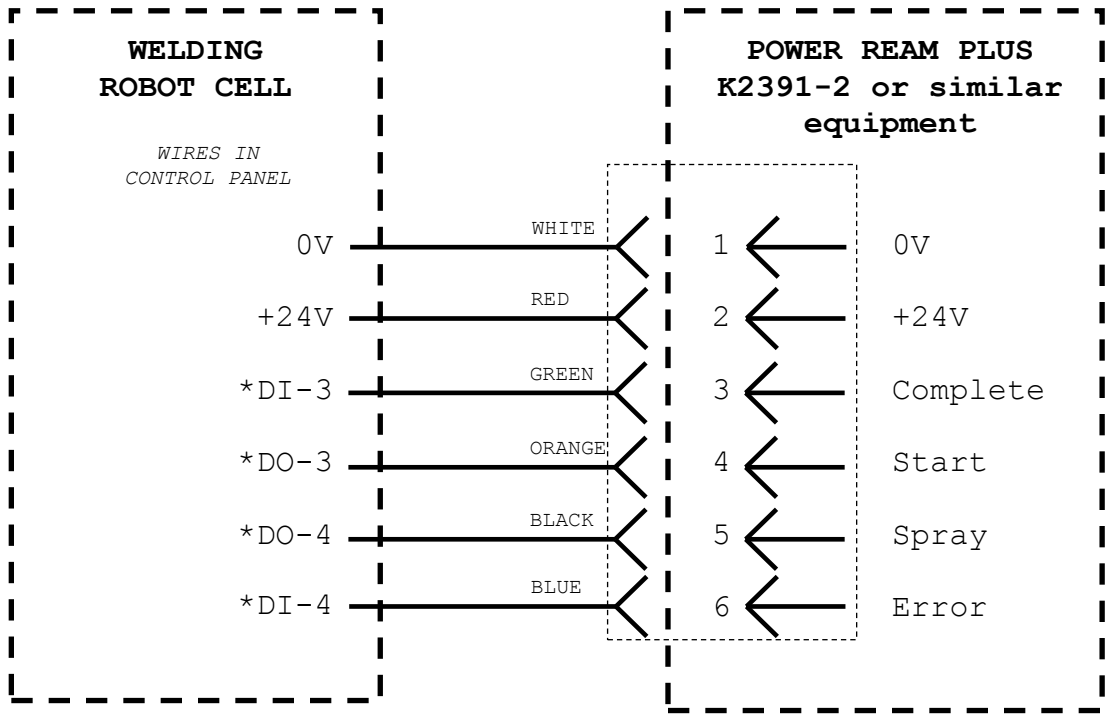 WELDING
ROBOT CELL
WIRES IN
CONTROL PANEL
POWER REAM PLUS
K2391-2 or similar
equipment
0V WHITE 1 0V
+24V RED 2 +24V
*DI-3 GREEN 3 Complete
*DO-3 ORANGE 4 Start
*DO-4 BLACK 5 Spray
*DI-4 BLUE 6 Error